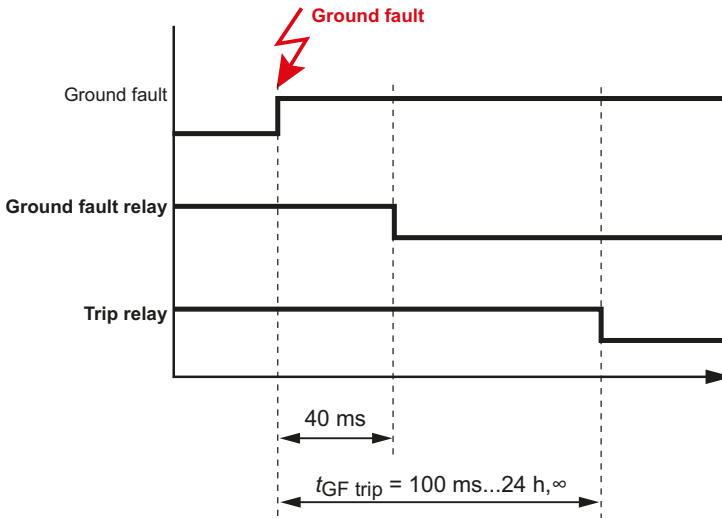 Ground fault
Ground fault
Ground fault relay
Trip relay
40 ms
tGF trip = 100 ms...24 h,∞